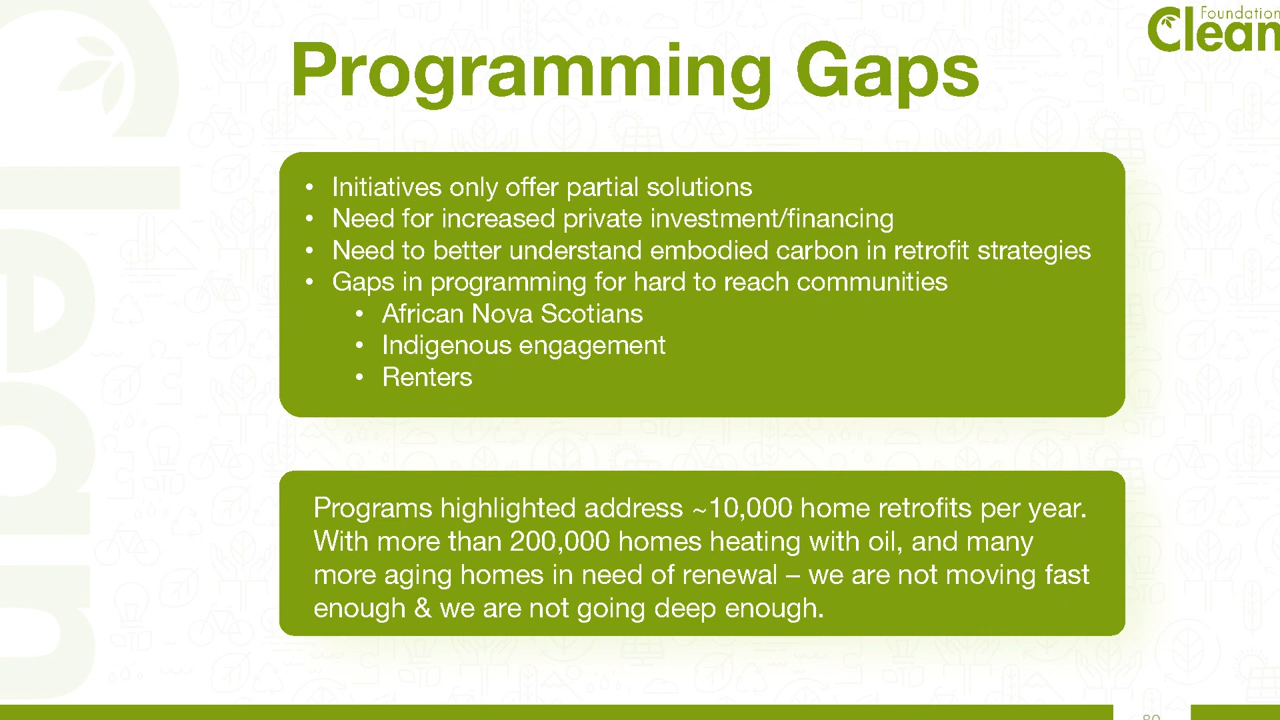 Foundation
Clean
Programming Gaps
• Initiatives only offer partial solutions
• Need for increased private investment/financing
• Need to better understand embodied carbon in retrofit strategies
• Gaps in programming for hard to reach communities
• African Nova Scotians
• Indigenous engagement
• Renters
Programs highlighted address ~10,000 home retrofits per year.
With more than 200,000 homes heating with oil, and many
more aging homes in need of renewal – we are not moving fast
enough & we are not going deep enough.
Clean